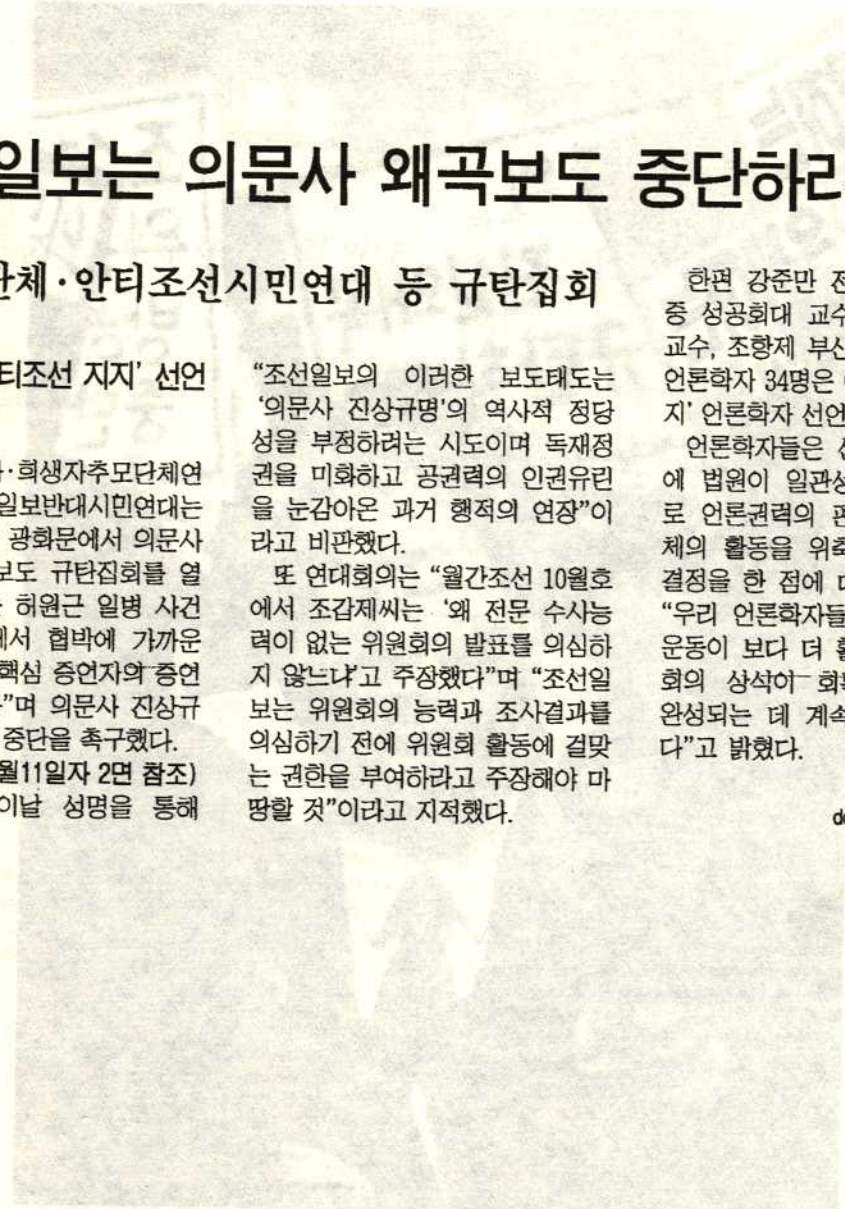 일보는 의문사 왜곡보도 중단하라
단체·안티조선시민연대 등 규탄집회
티조선 지지’ 선언
·희생자추모단체연
일보반대시민연대는
광화문에서 의문사
보도 규탄집회를 열
허원근 일병 사건
에서 협박에 가까운
핵심 증언자의 증언
”며 의문사 진상규
중단을 촉구했다.
월11일자 2면 참조)
이날 성명을 통해
“조선일보의 이러한 보도태도는
‘의문사 진상규명’의 역사적 정당
성을 부정하려는 시도이며 독재정
권을 미화하고 공권력의 인권유린
을 눈감아온 과거 행적의 연장”이
라고 비판했다.
또 연대회의는 “월간조선 10월호
에서 조갑제씨는 ‘왜 전문 수사능
력이 없는 위원회의 발표를 의심하
지 않느냐’고 주장했다”며 “조선일
보는 위원회의 능력과 조사결과를
의심하기 전에 위원회 활동에 걸맞
는 권한을 부여하라고 주장해야 마
땅할 것”이라고 지적했다.
한편 강준만 전
중 성공회대 교수
교수, 조항제 부산
언론학자 34명은
지’ 언론학자 선언
언론학자들은
에 법원이 일관성
로 언론권력의
체의 활동을 위축
결정을 한 점에
“우리 언론학자들
운동이 보다 더
회의 상식이 회복
완성되는 데 계속
다”고 밝혔다.